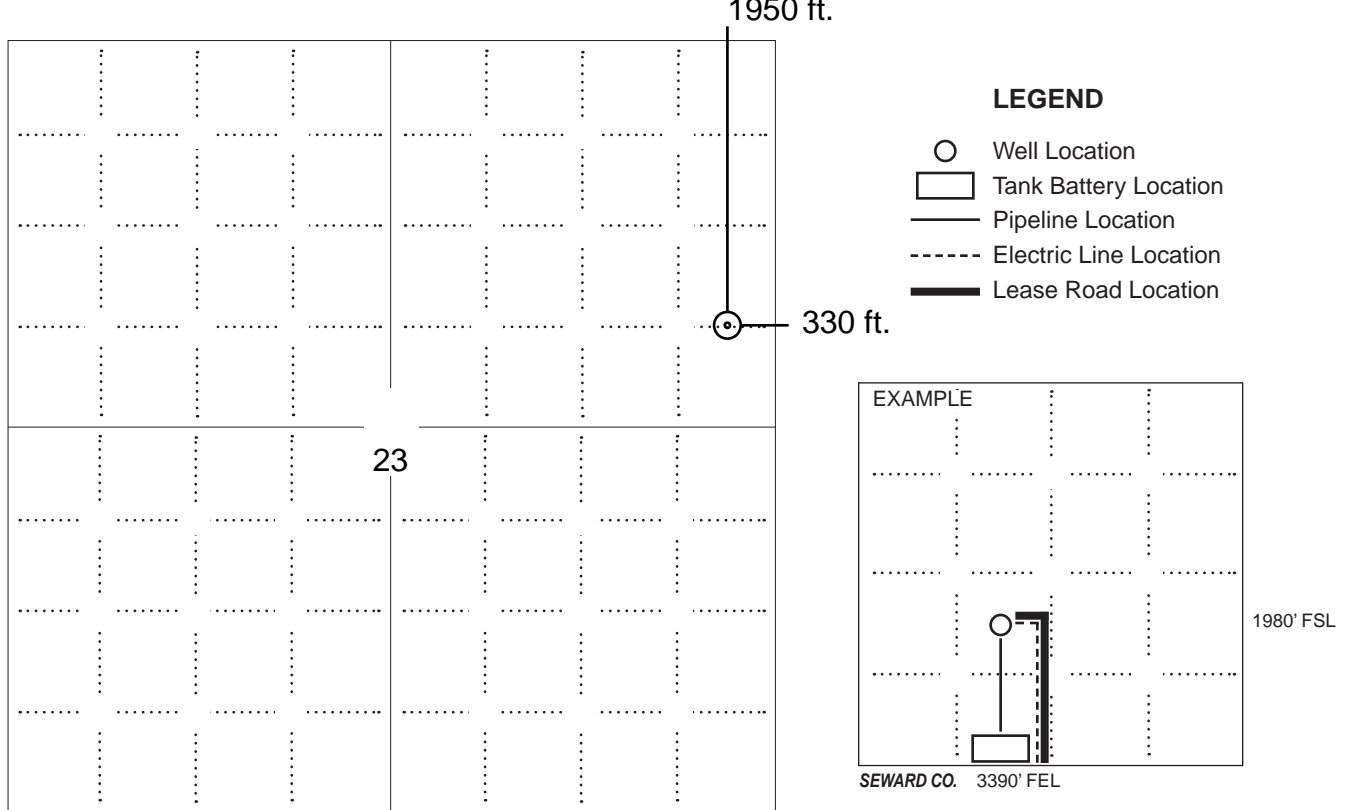 1950 ft.
LEGEND
Well Location
Tank Battery Location
Pipeline Location
Electric Line Location
Lease Road Location
330 ft.
EXAMPLE
23
1980' FSL
SEWARD CO. 3390' FEL